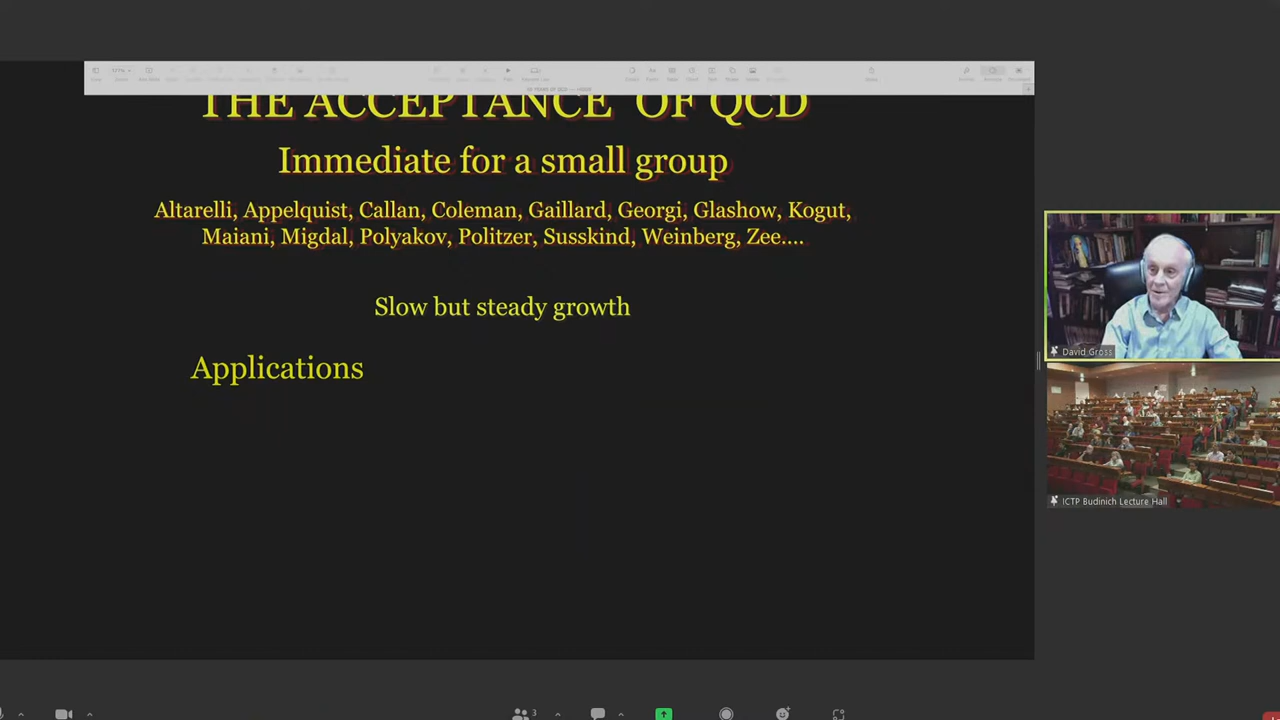 THE ACCEPTANCE OF QCD
Immediate for a small group
Altarelli, Appelquist, Callan, Coleman, Gaillard, Georgi, Glashow, Kogut,
Maiani, Migdal, Polyakov, Politzer, Susskind, Weinberg, Zee....
Slow but steady growth
Applications
David Gross
ICTP Budinich Lecture Hall
3